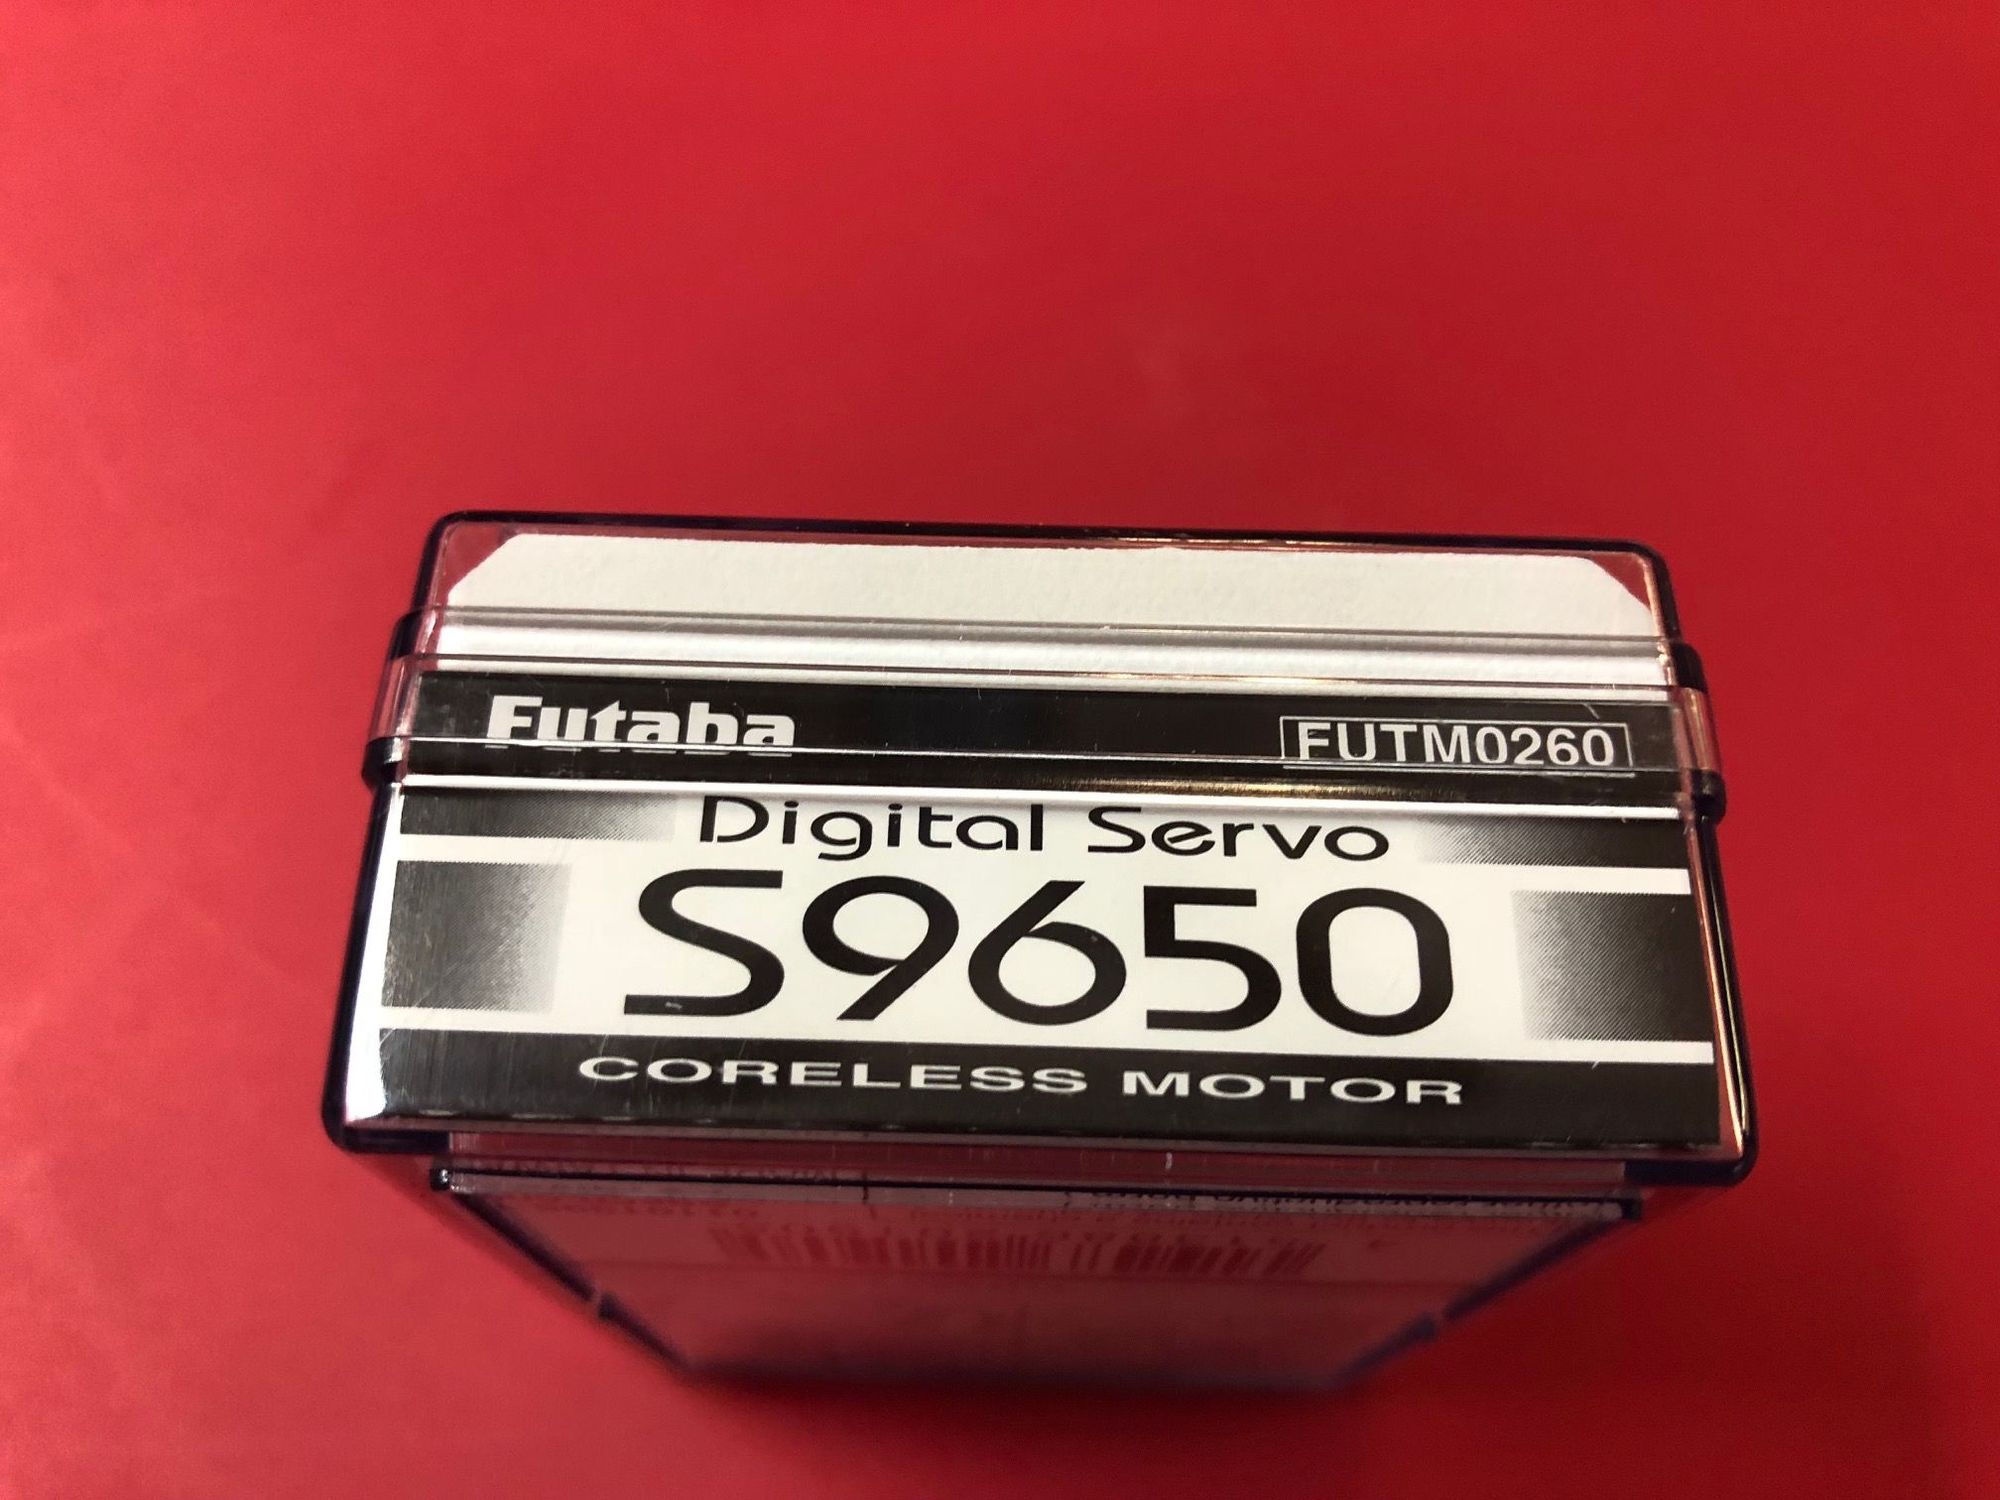 Futaba FUTM0260
Digital Servo
S9650
CORELESS MOTOR